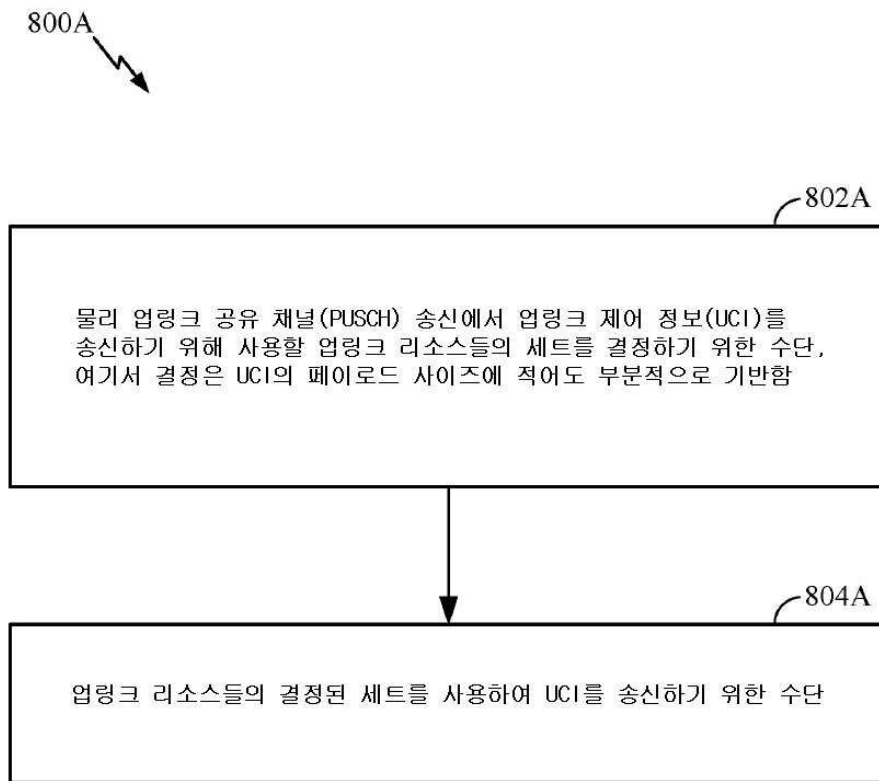 800A
802A
물리 업링크 공유 채널(PUSCH) 송신에서 업링크 제어 정보(UCI)를
송신하기 위해 사용할 업링크 리소스들의 세트를 결정하기 위한 수단,
여기서 결정은 UCI의 페이로드 사이즈에 적어도 부분적으로 기반함
804A
업링크 리소스들의 결정된 세트를 사용하여 UCI를 송신하기 위한 수단